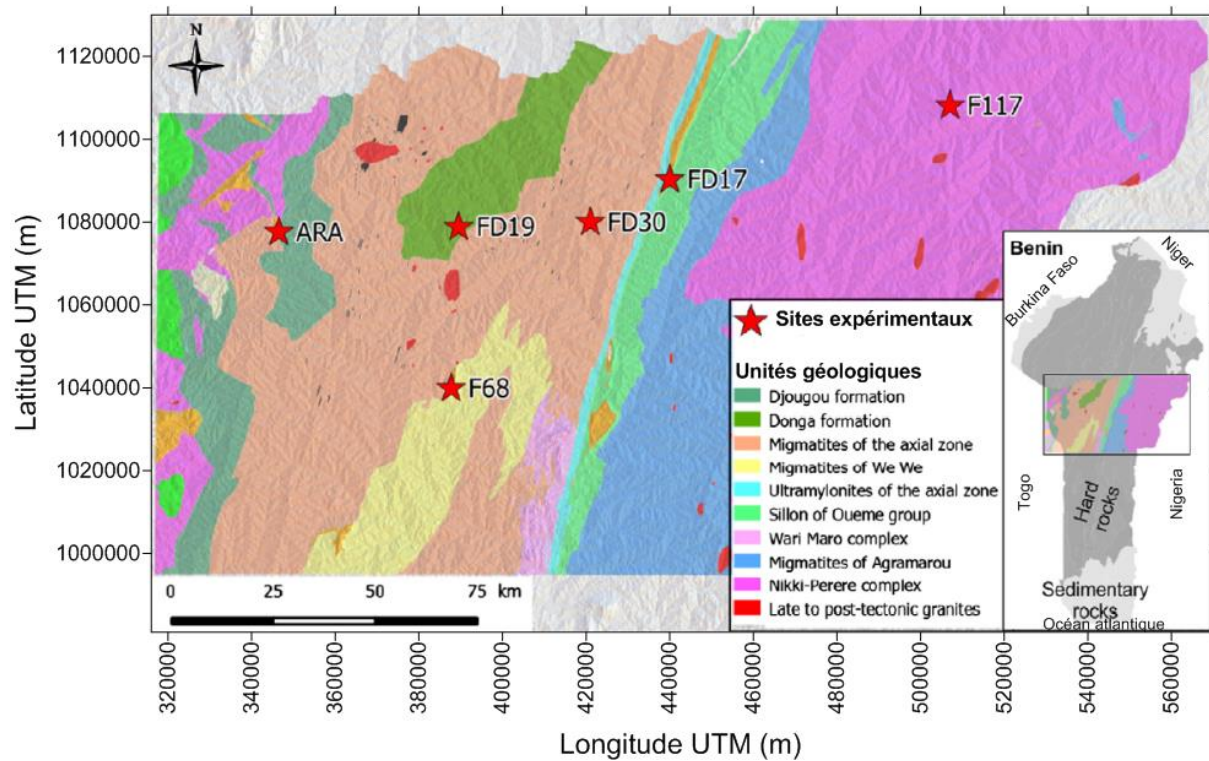 N
1120000
1100000
1080000
1060000
1040000
1020000
1000000
Latitude UTM (m)
F117
FD17
ARA
FD19
FD30
F68
0 25 50 75 km
Sites expérimentaux
Unités géologiques
Djougou formation
Donga formation
Migmatites of the axial zone
Migmatites of We We
Ultramylonites of the axial zone
Sillon of Oueme group
Wari Maro complex
Migmatites of Agramarou
Nikki-Perere complex
Late to post-tectonic granites
Benin
Niger
Burkina Faso
Togo
Nigeria
Hard
rocks
Sedimentary
rocks
Océan atlantique
320000
340000
360000
380000
400000
420000
440000
460000
480000
500000
520000
540000
560000
Longitude UTM (m)